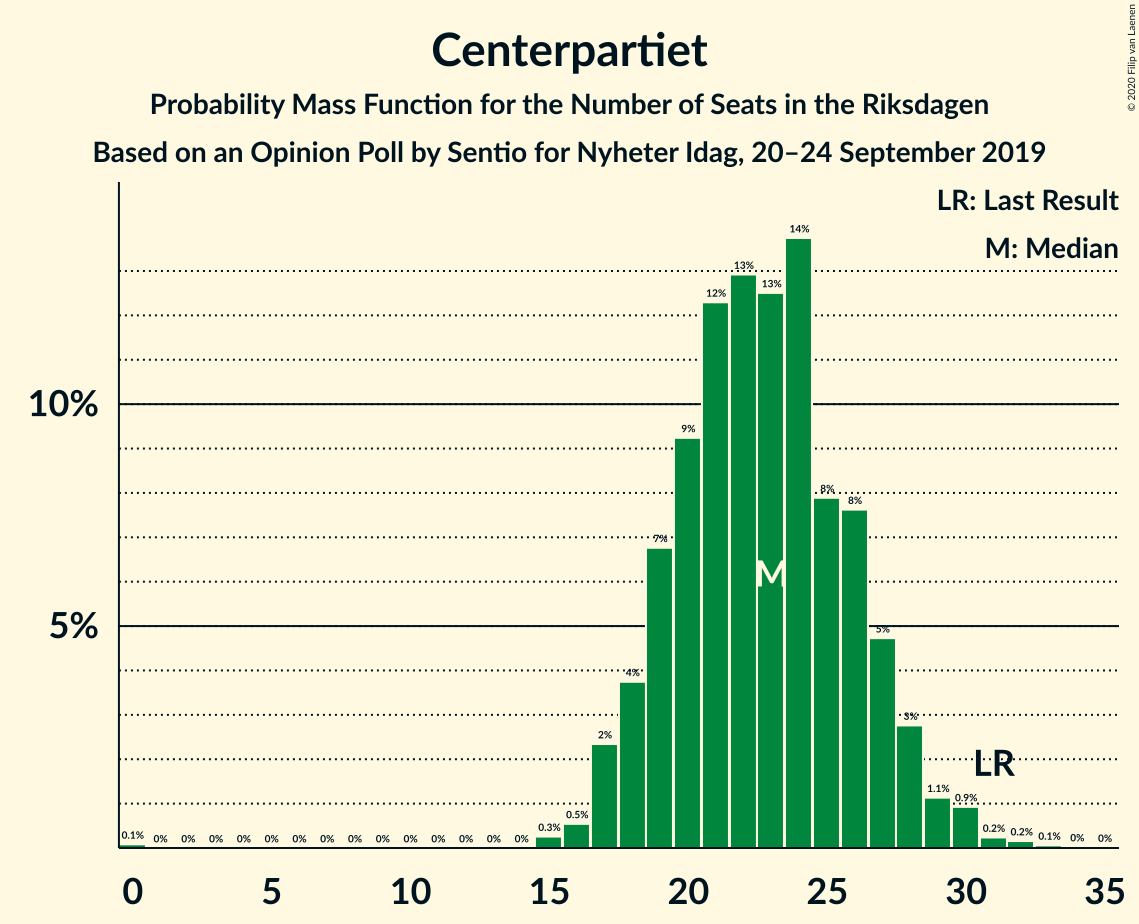 © 2020 Filip van Laenen
Centerpartiet
Probability Mass Function for the Number of Seats in the Riksdagen
Based on an Opinion Poll by Sentio for Nyheter Idag, 20–24 September 2019
LR: Last Result
M: Median
10%
5%
0.1% 0% 0% 0% 0% 0% 0% 0% 0% 0% 0% 0% 0% 0% 0% 0.3% 0.5% 2% 4% 7% 9% 12% 13% 13% 14% 8% 8% 5% 3% 1.1% 0.9% 0.2% 0.2% 0.1% 0% 0%
M
LR
0 5 10 15 20 25 30 35